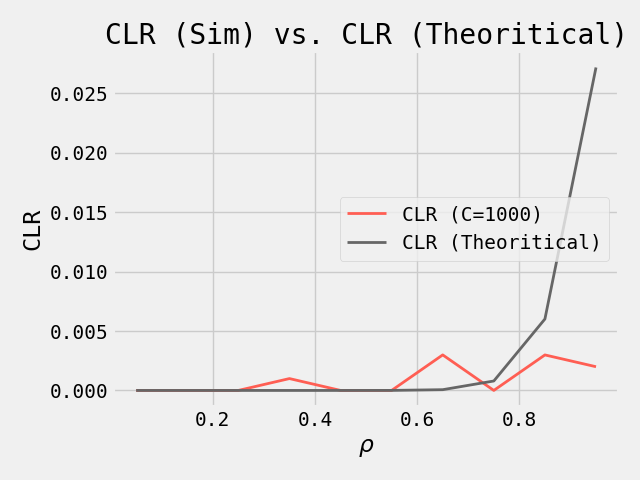 CLR (Sim) vs. CLR (Theoritical)
0.025
0.020
0.015
0.010
0.005
0.000
CLR
CLR (C=1000)
CLR (Theoritical)
0.2 0.4 0.6 0.8
ρ